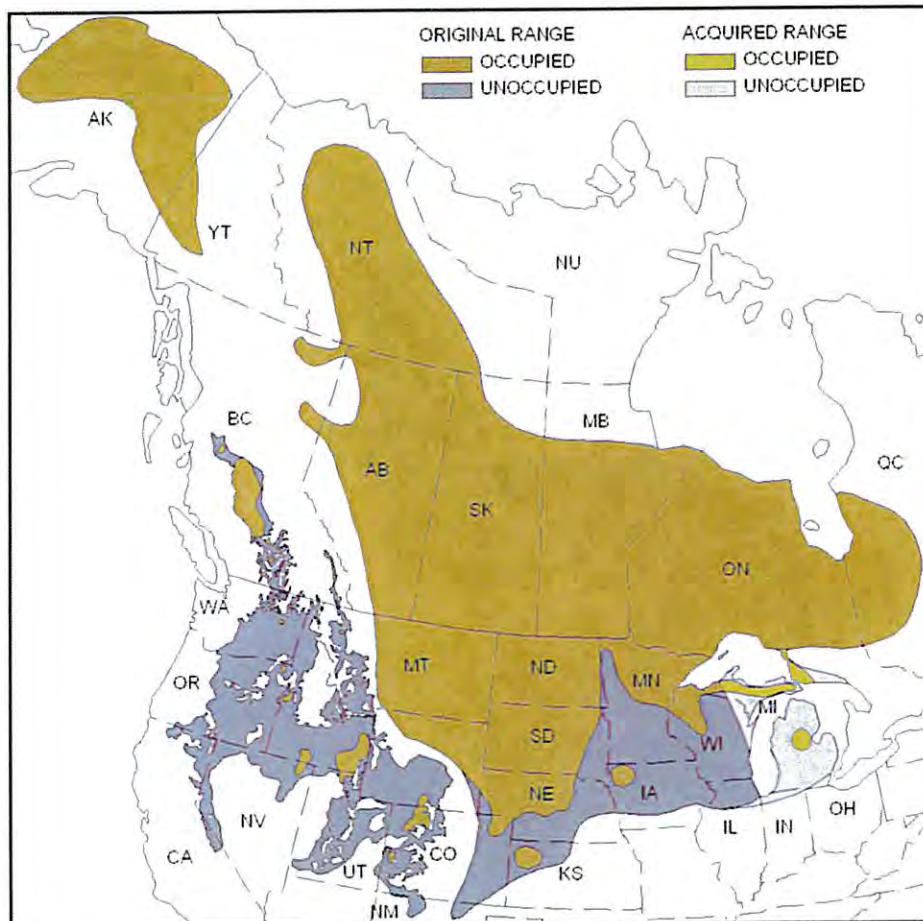 ORIGINAL RANGE
OCCUPIED
UNOCCUPIED
ACQUIRED RANGE
OCCUPIED
UNOCCUPIED
AK
YT
NT
NU
BC
AB
SK
MB
QC
ON
WA
OR
MT
ND
MN
SD
WI
MI
NE
IA
NV
CA
UT
CO
KS
NM
IL
IN
OH